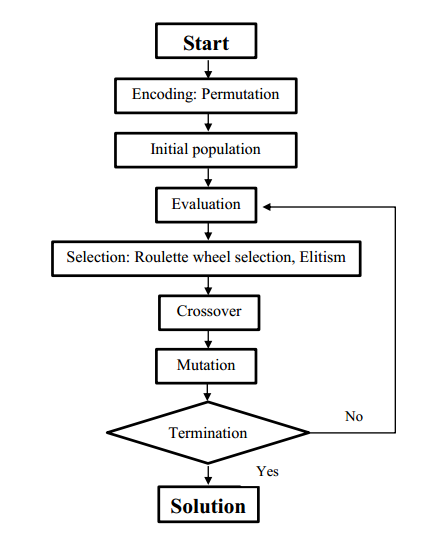 Start
Encoding: Permutation
Initial population
Evaluation
Selection: Roulette wheel selection, Elitism
Crossover
Mutation
Termination
No
Yes
Solution